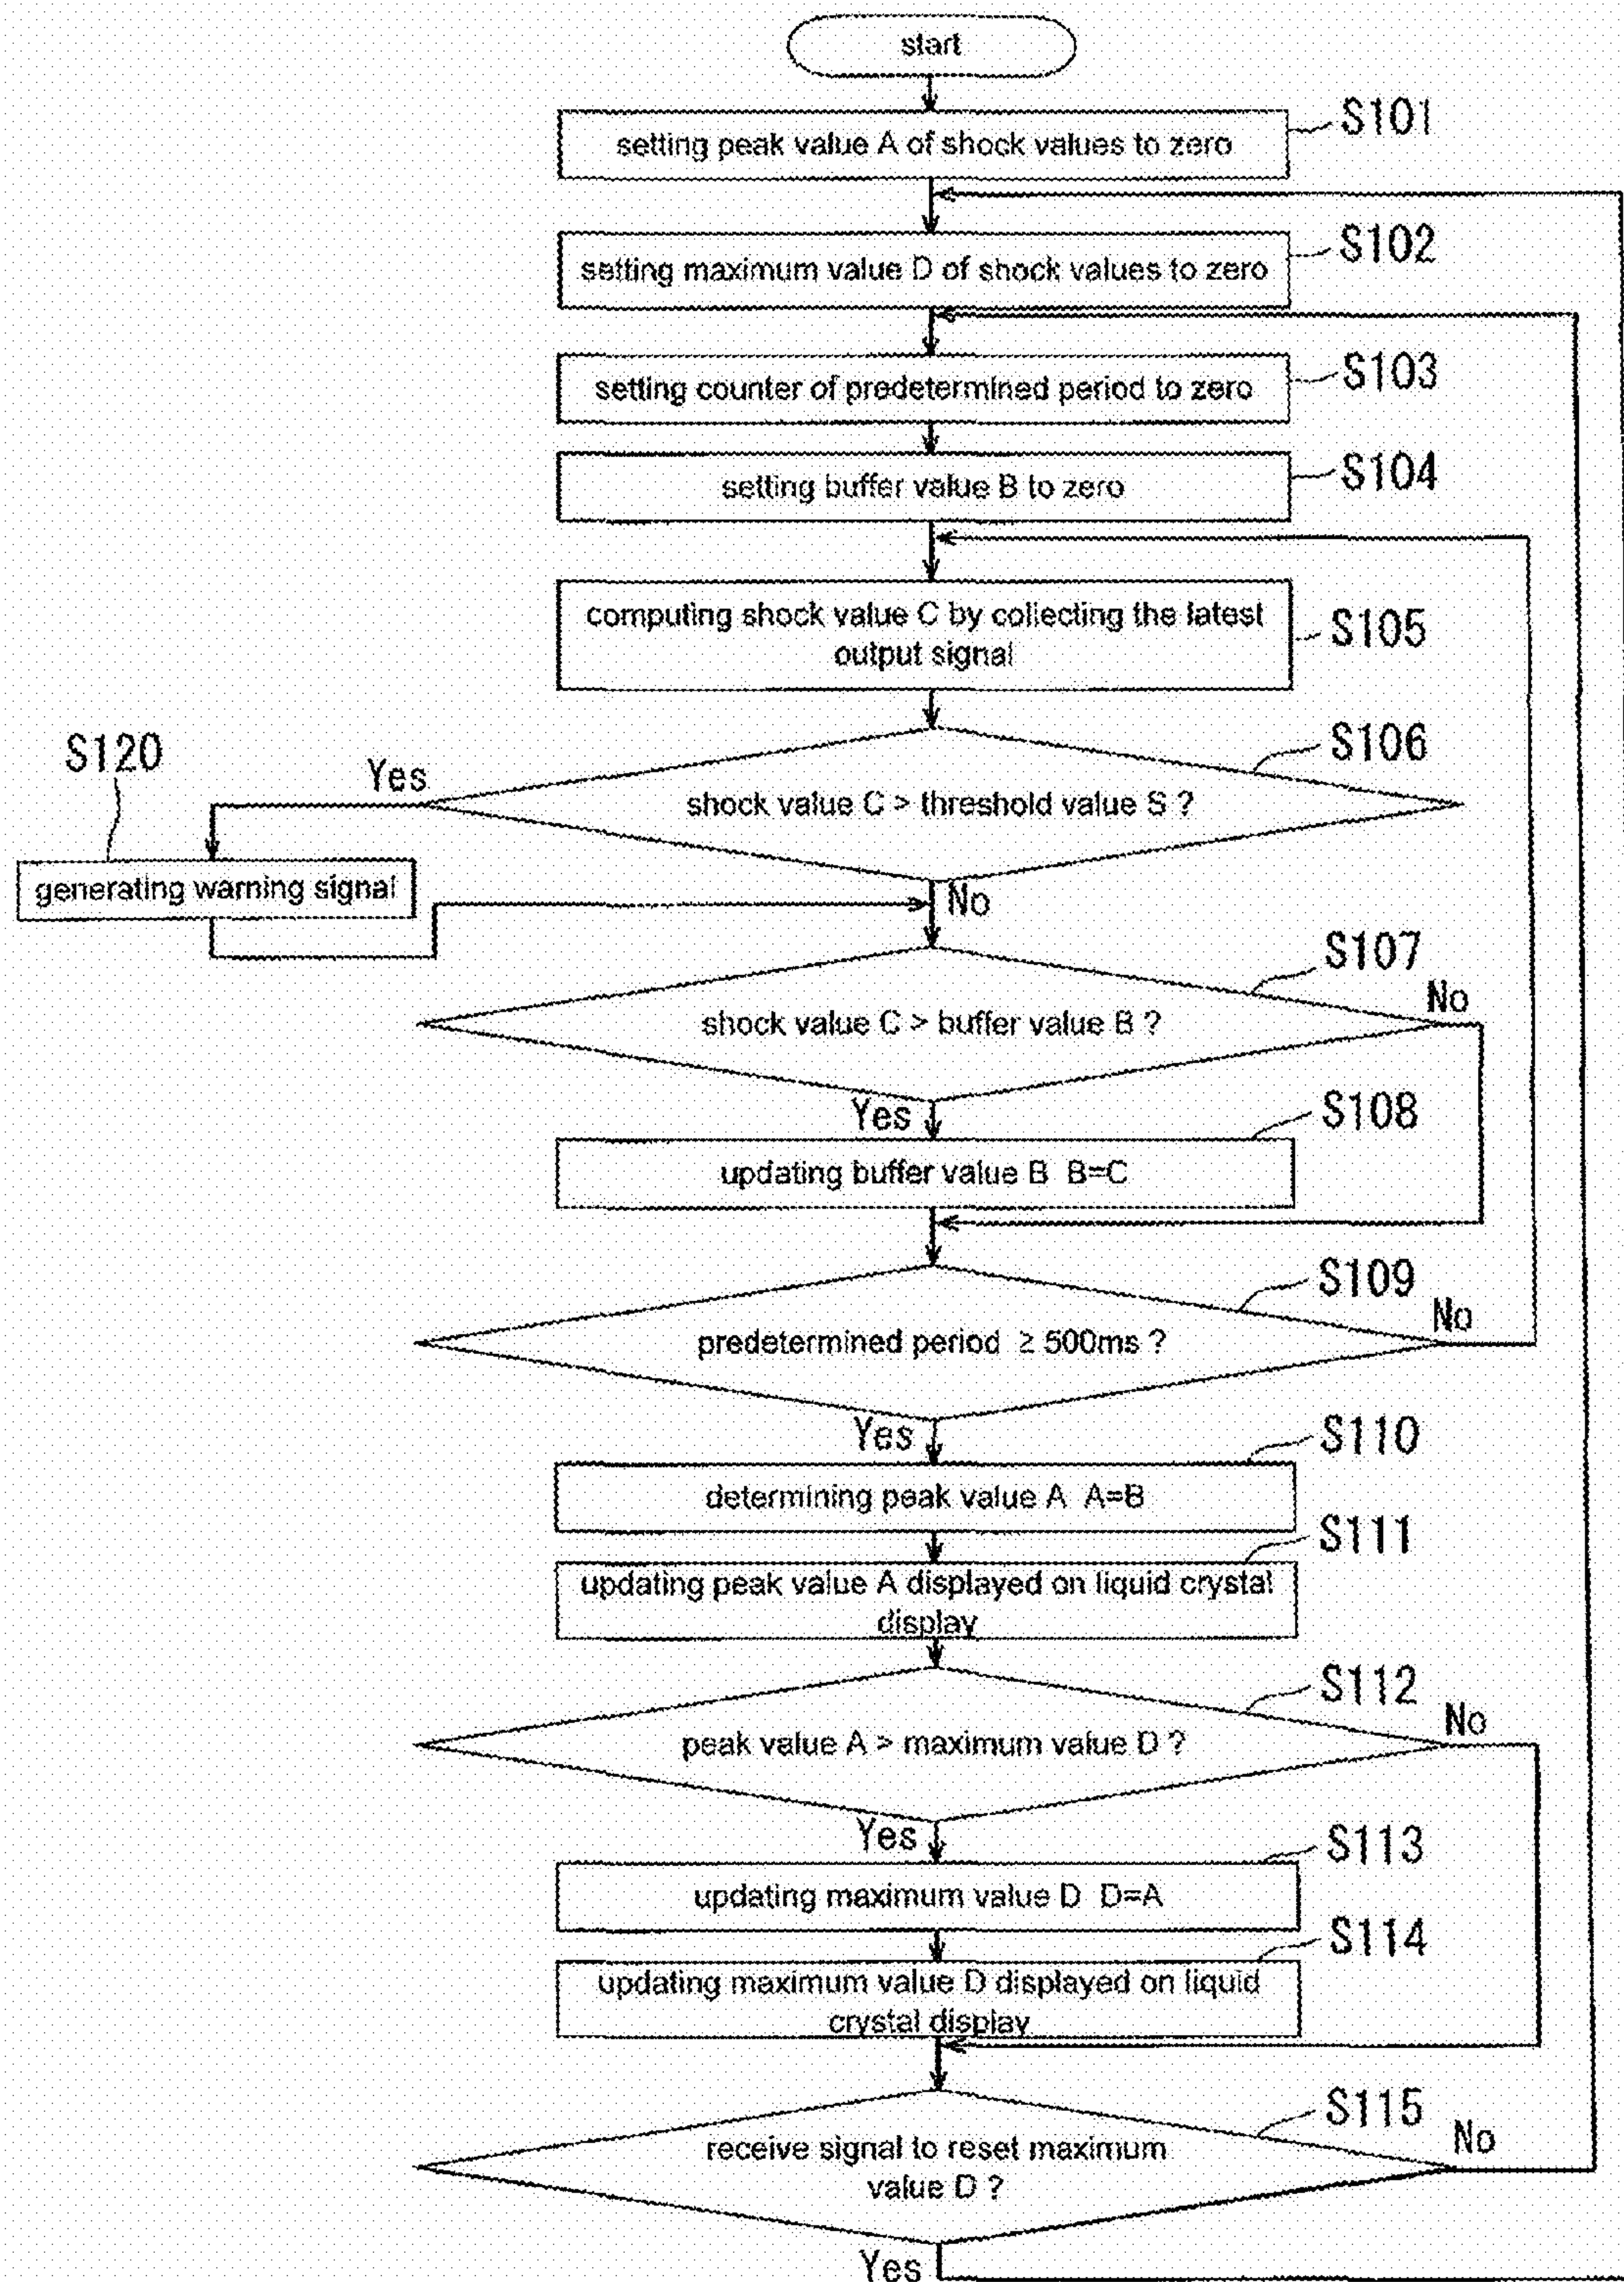 start
setting peak value A of shock values to zero
S101
setting maximum value D of shock values to zero
S102
setting counter of predetermined period to zero
S103
setting buffer value B to zero
S104
computing shock value C by collecting the latest
output signal
S105
S106
shock value C > threshold value S ?
Yes
No
S120
generating warning signal
S107
shock value C > buffer value B ?
No
Yes
S108
updating buffer value B B=C
S109
predetermined period ≥ 500ms ?
No
Yes
S110
determining peak value A A=B
S111
updating peak value A displayed on liquid crystal
display
S112
peak value A > maximum value D ?
No
Yes
S113
updating maximum value D D=A
S114
updating maximum value D displayed on liquid
crystal display
S115
receive signal to reset maximum
value D ?
No
Yes